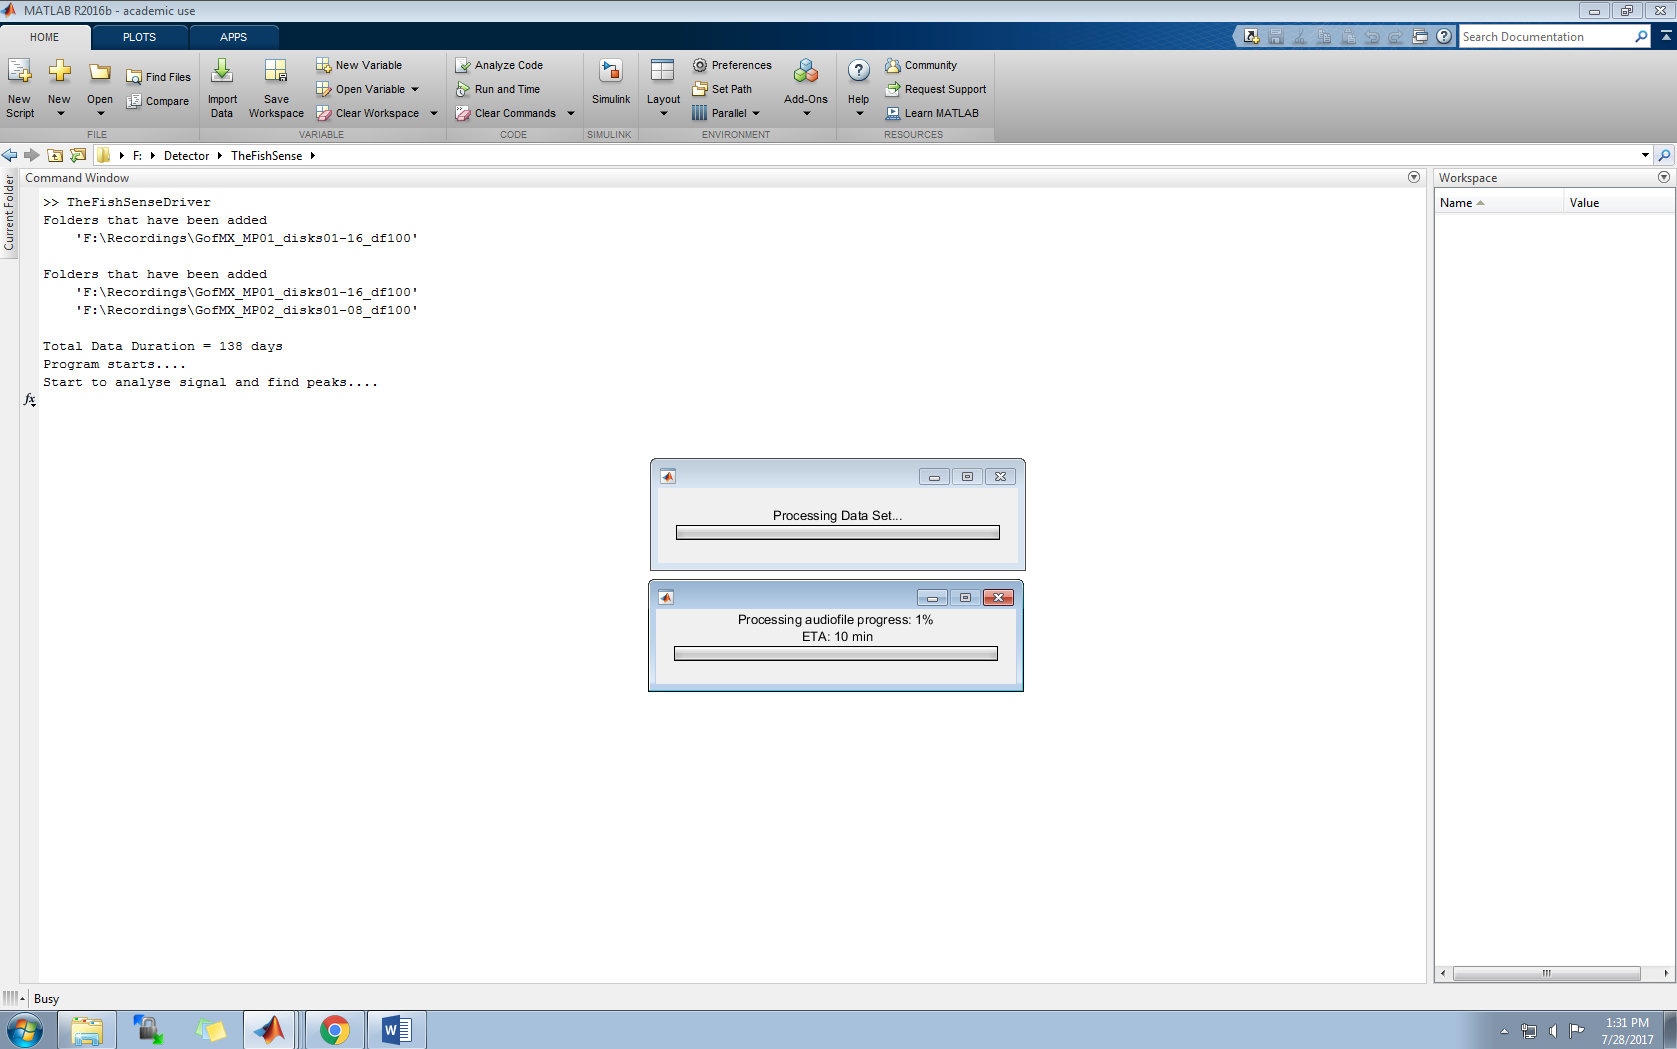 MATLAB R2016b - academic use
HOME
PLOTS
APPS
Search Documentation
New Script
New
Open
Find Files
Compare
FILE
Import Data
Save Workspace
New Variable
Open Variable
Clear Workspace
VARIABLE
Analyze Code
Run and Time
Clear Commands
CODE
Simulink
SIMULINK
Layout
Preferences
Set Path
Parallel
Add-Ons
ENVIRONMENT
Help
Community
Request Support
Learn MATLAB
RESOURCES
F:
Detector
TheFishSense
Current Folder
Command Window
>> TheFishSenseDriver
Folders that have been added
'F:\Recordings\GofMX_MP01_disks01-16_df100'
Folders that have been added
'F:\Recordings\GofMX_MP01_disks01-16_df100'
'F:\Recordings\GofMX_MP02_disks01-08_df100'
Total Data Duration = 138 days
Program starts....
Start to analyse signal and find peaks....
fx
Workspace
Name
Value
Processing Data Set...
Processing audiofile progress: 1%
ETA: 10 min
Busy
1:31 PM
7/28/2017